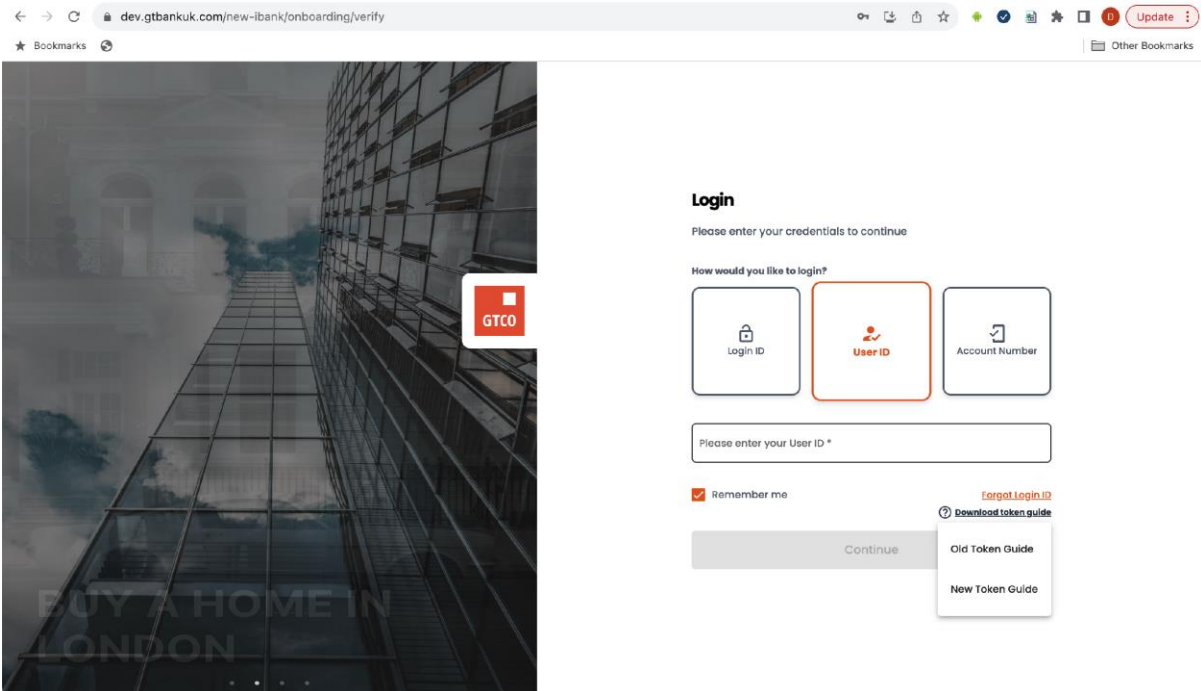 dev.gtbankuk.com/new-ibank/onboarding/verify
D
Update
Bookmarks
Other Bookmarks
GTCO
BUY A HOME IN
LONDON
Login
Please enter your credentials to continue
How would you like to login?
Login ID
User ID
Account Number
Please enter your User ID *
Remember me
Forgot Login ID
Download token guide
Continue
Old Token Guide
New Token Guide